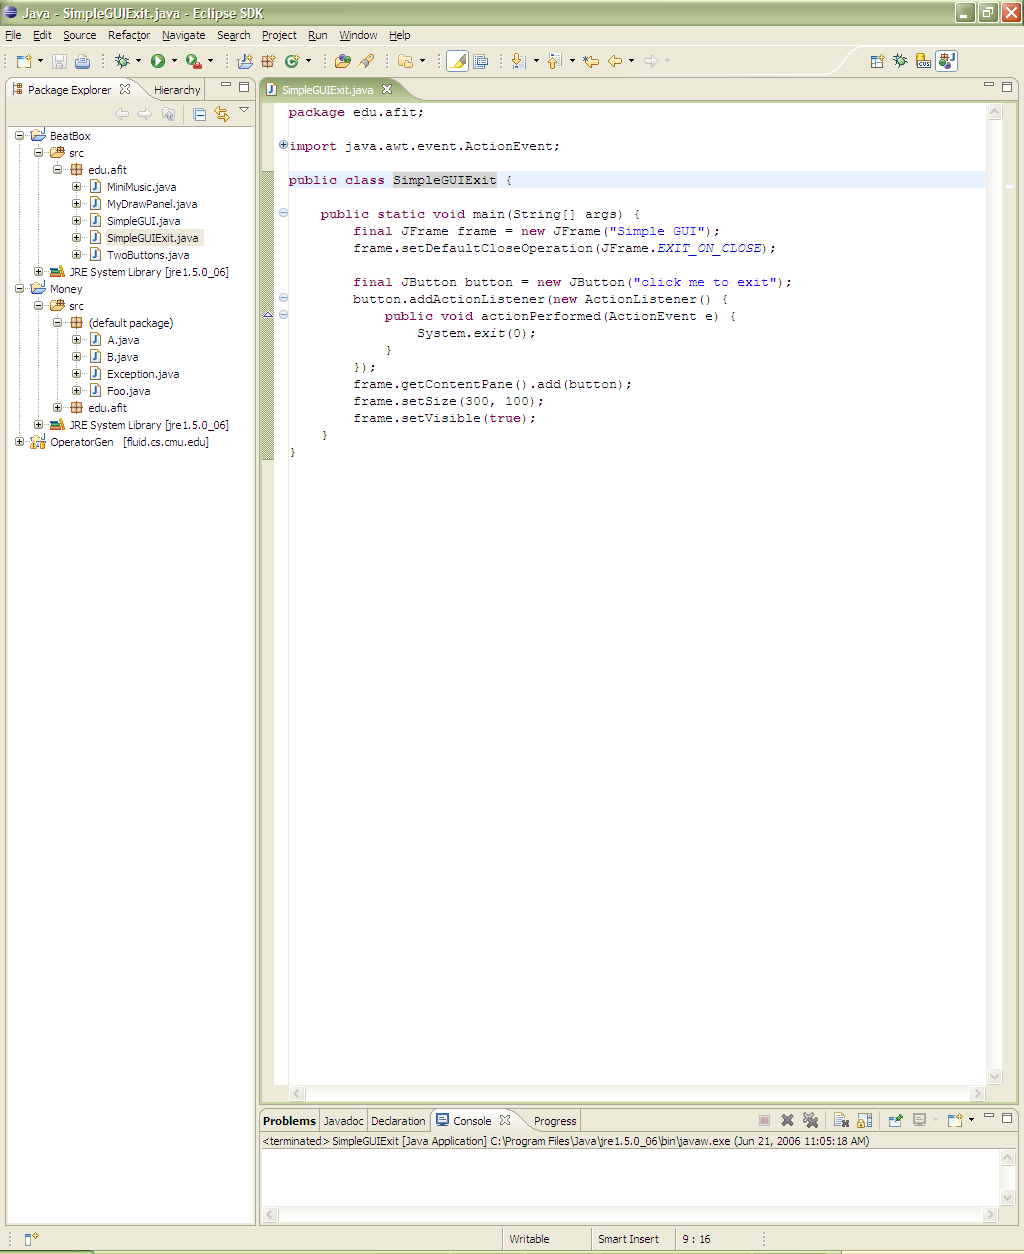 Java - SimpleGUIExit.java - Eclipse SDK
File Edit Source Refactor Navigate Search Project Run Window Help
Package Explorer Hierarchy
BeatBox
src
edu.afit
MiniMusic.java
MyDrawPanel.java
SimpleGUI.java
SimpleGUIExit.java
TwoButtons.java
JRE System Library [jre1.5.0_06]
Money
src
(default package)
A.java
B.java
Exception.java
Foo.java
edu.afit
JRE System Library [jre1.5.0_06]
OperatorGen [fluid.cs.cmu.edu]
SimpleGUIExit.java
package edu.afit;
import java.awt.event.ActionEvent;
public class SimpleGUIExit {
public static void main(String[] args) {
final JFrame frame = new JFrame("Simple GUI");
frame.setDefaultCloseOperation(JFrame.EXIT_ON_CLOSE);
final JButton button = new JButton("click me to exit");
button.addActionListener(new ActionListener() {
public void actionPerformed(ActionEvent e) {
System.exit(0);
}
});
frame.getContentPane().add(button);
frame.setSize(300, 100);
frame.setVisible(true);
}
}
Problems Javadoc Declaration Console Progress
<terminated> SimpleGUIExit [Java Application] C:\Program Files\Java\jre1.5.0_06\bin\javaw.exe (Jun 21, 2006 11:05:18 AM)
Writable Smart Insert 9 : 16